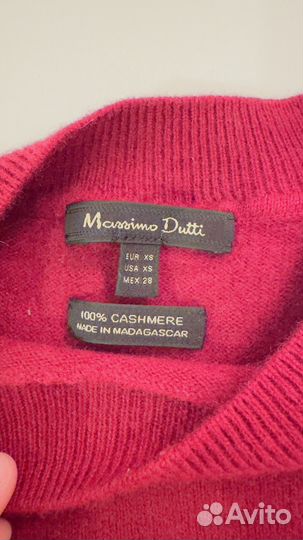 Massimo Dutti
EUR XS
USA XS
MEX 28
100% CASHMERE
MADE IN MADAGASCAR
Avito